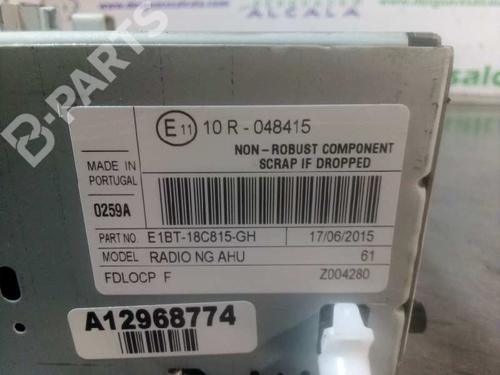 ALCALA
B-PARTS
E 11 10 R - 048415
NON - ROBUST COMPONENT
SCRAP IF DROPPED
MADE IN
PORTUGAL
0259A
PART NO. E1BT-18C815-GH 17/06/2015
MODEL RADIO NG AHU 61
FDLOCP F Z004280
A12968774